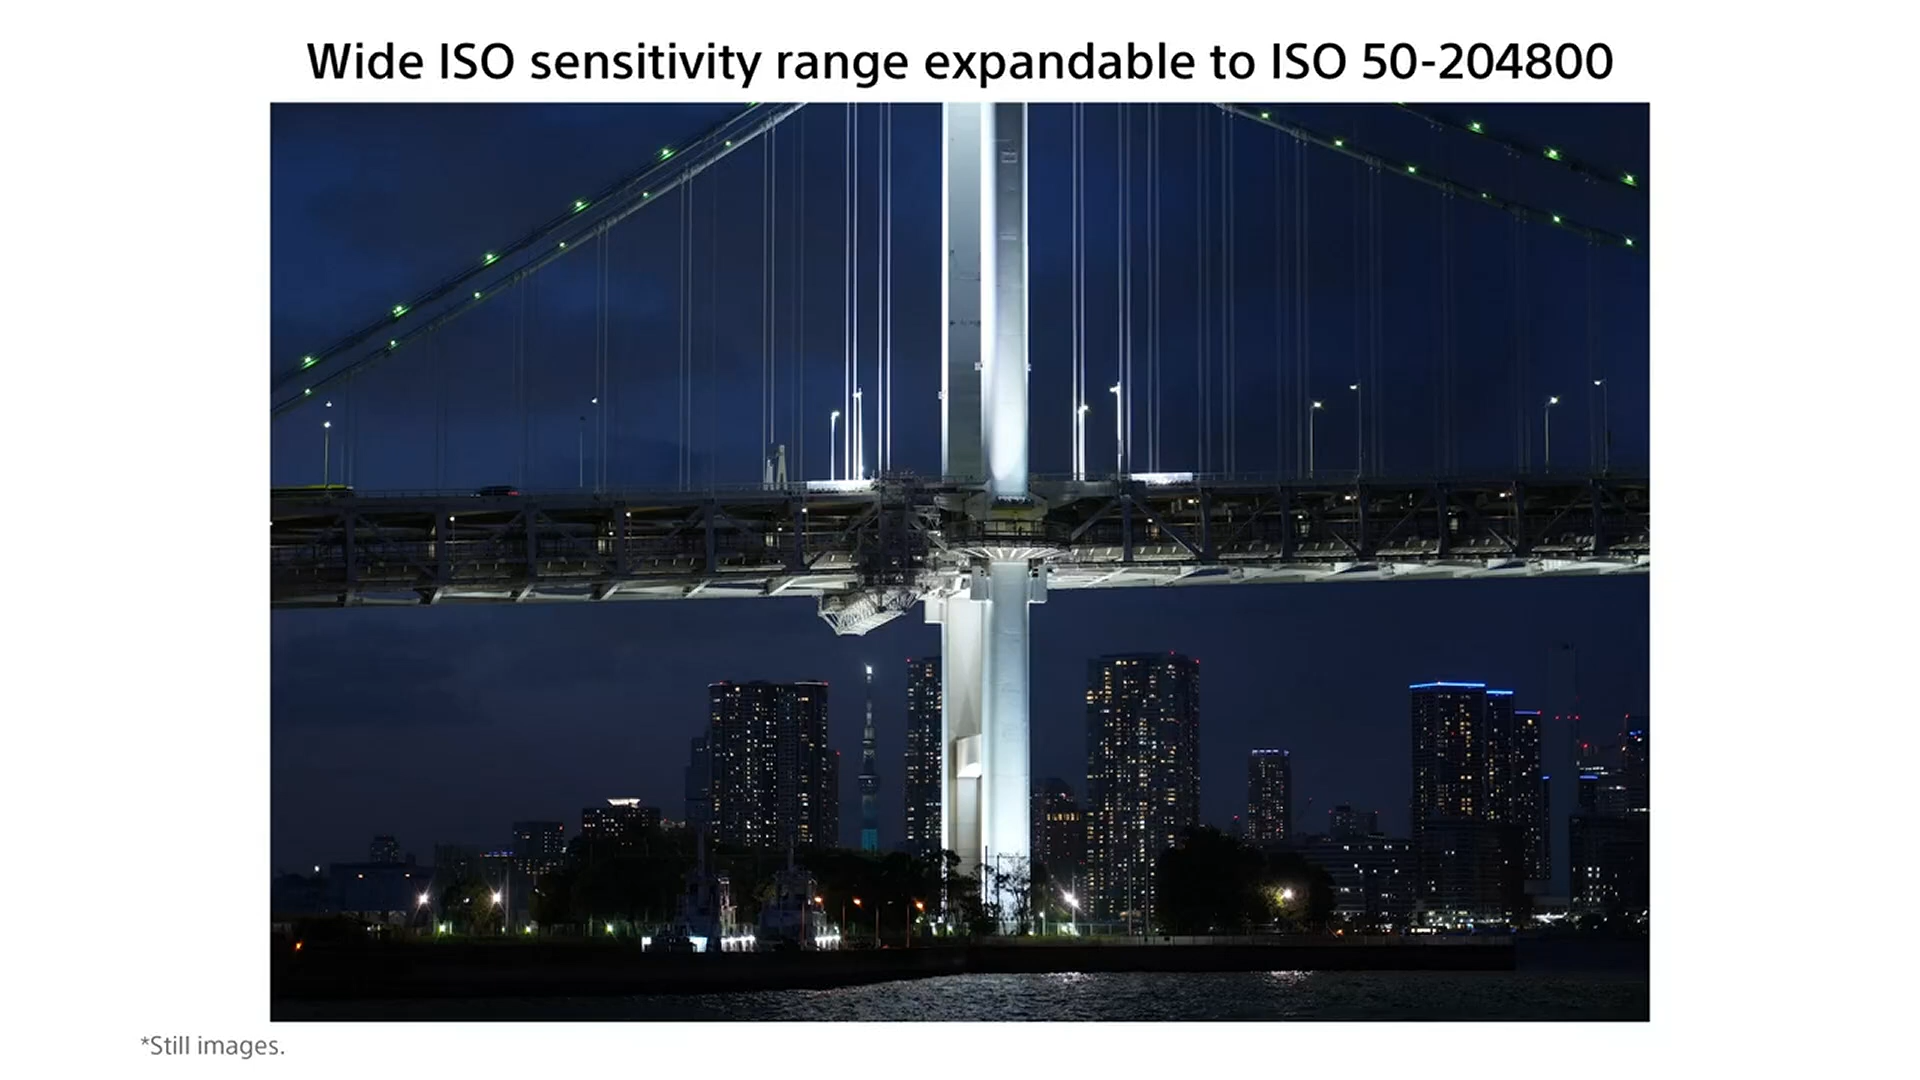 Wide ISO sensitivity range expandable to ISO 50-204800
*Still images.